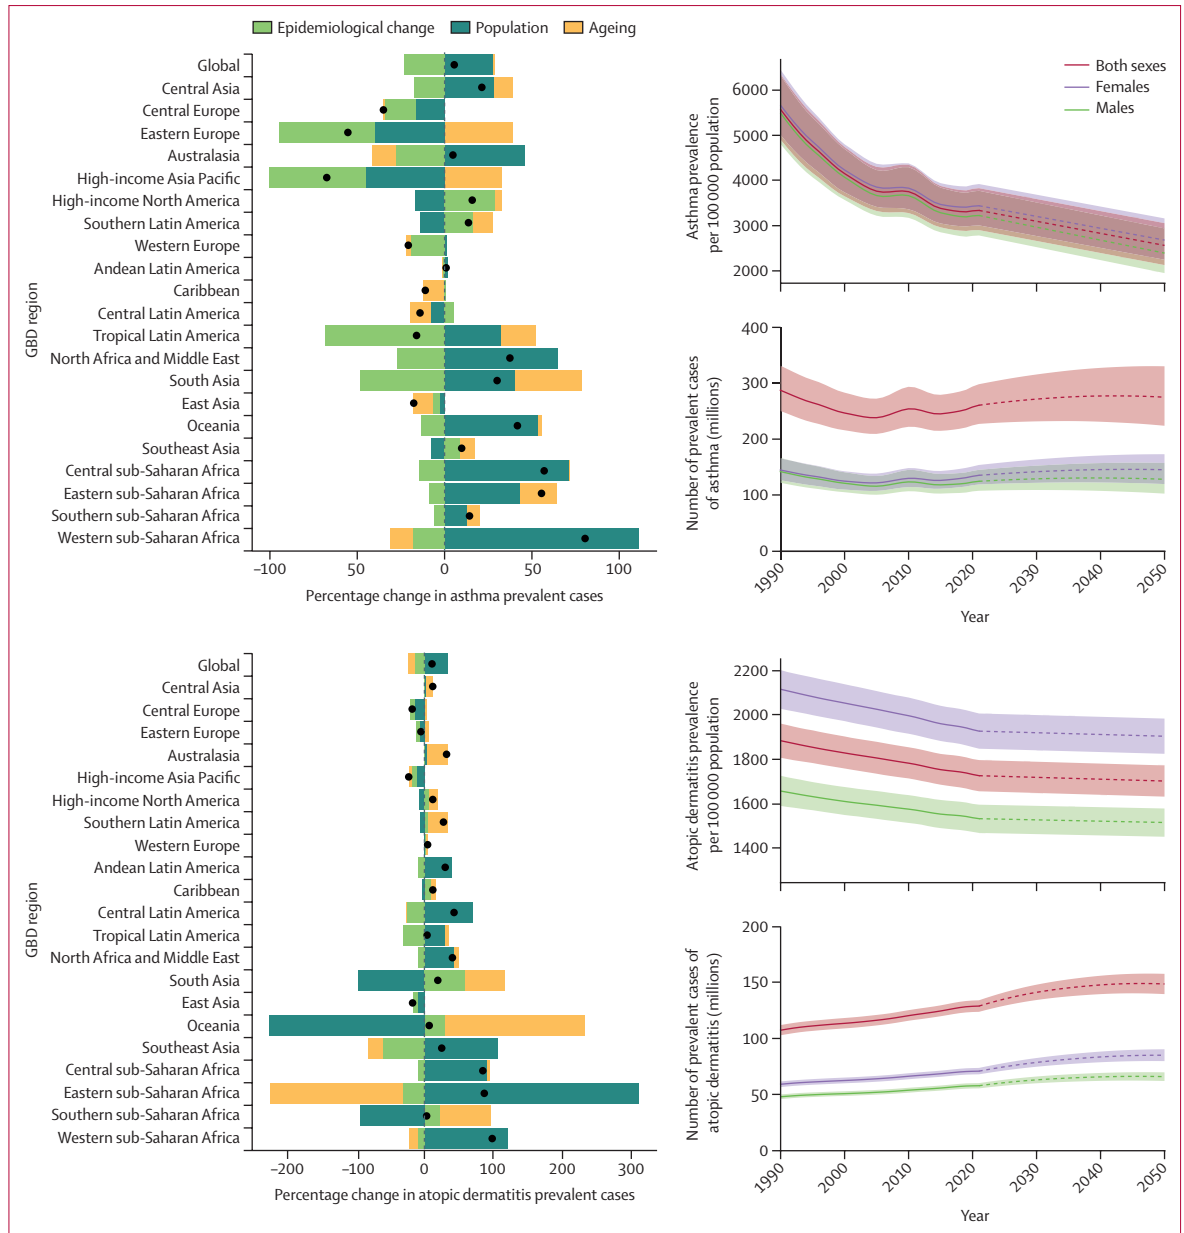 Epidemiological change
Population
Ageing
GBD region
Global
Central Asia
Central Europe
Eastern Europe
Australasia
High-income Asia Pacific
High-income North America
Southern Latin America
Western Europe
Andean Latin America
Caribbean
Central Latin America
Tropical Latin America
North Africa and Middle East
South Asia
East Asia
Oceania
Southeast Asia
Central sub-Saharan Africa
Eastern sub-Saharan Africa
Southern sub-Saharan Africa
Western sub-Saharan Africa
–100 50 0 50 100
Percentage change in asthma prevalent cases
Both sexes
Females
Males
Asthma prevalence
per 100 000 population
6000
5000
4000
3000
2000
Number of prevalent cases
of asthma (millions)
400
300
200
100
0
1990 2000 2010 2020 2030 2040 2050
Year
GBD region
Global
Central Asia
Central Europe
Eastern Europe
Australasia
High-income Asia Pacific
High-income North America
Southern Latin America
Western Europe
Andean Latin America
Caribbean
Central Latin America
Tropical Latin America
North Africa and Middle East
South Asia
East Asia
Oceania
Southeast Asia
Central sub-Saharan Africa
Eastern sub-Saharan Africa
Southern sub-Saharan Africa
Western sub-Saharan Africa
–200 –100 0 100 200 300
Percentage change in atopic dermatitis prevalent cases
Atopic dermatitis prevalence
per 100 000 population
2200
2000
1800
1600
1400
Number of prevalent cases of
atopic dermatitis (millions)
200
150
100
50
0
1990 2000 2010 2020 2030 2040 2050
Year